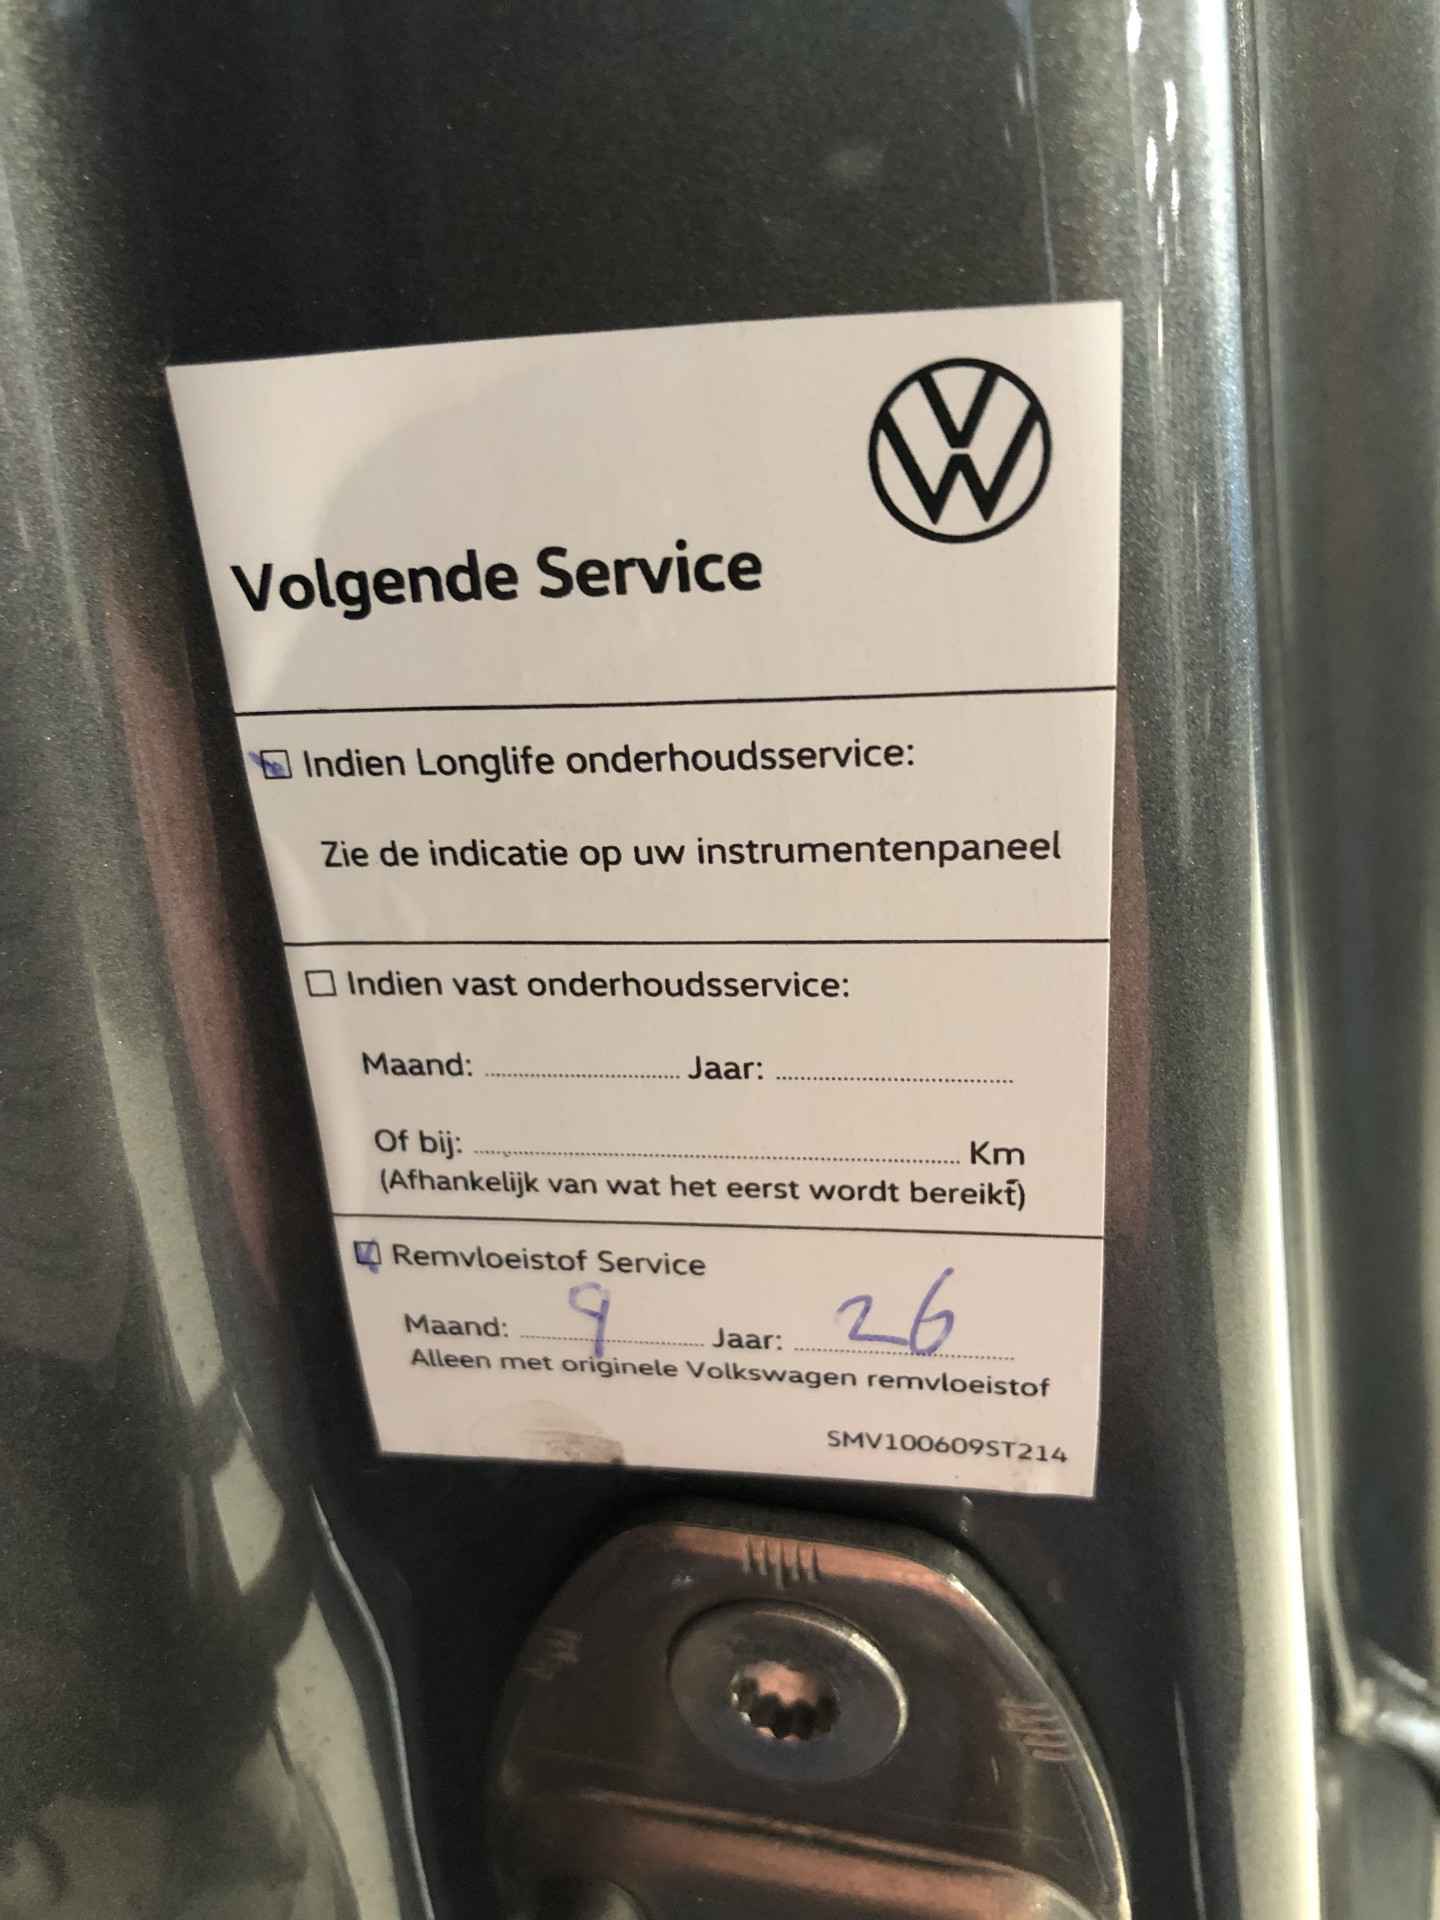 Volgende Service
Indien Longlife onderhoudsservice:
Zie de indicatie op uw instrumentenpaneel
Indien vast onderhoudsservice:
Maand: Jaar:
Of bij: Km
(Afhankelijk van wat het eerst wordt bereikt)
Remvloeistof Service
Maand: 9 Jaar: 26
Alleen met originele Volkswagen remvloeistof
SMV100609ST214